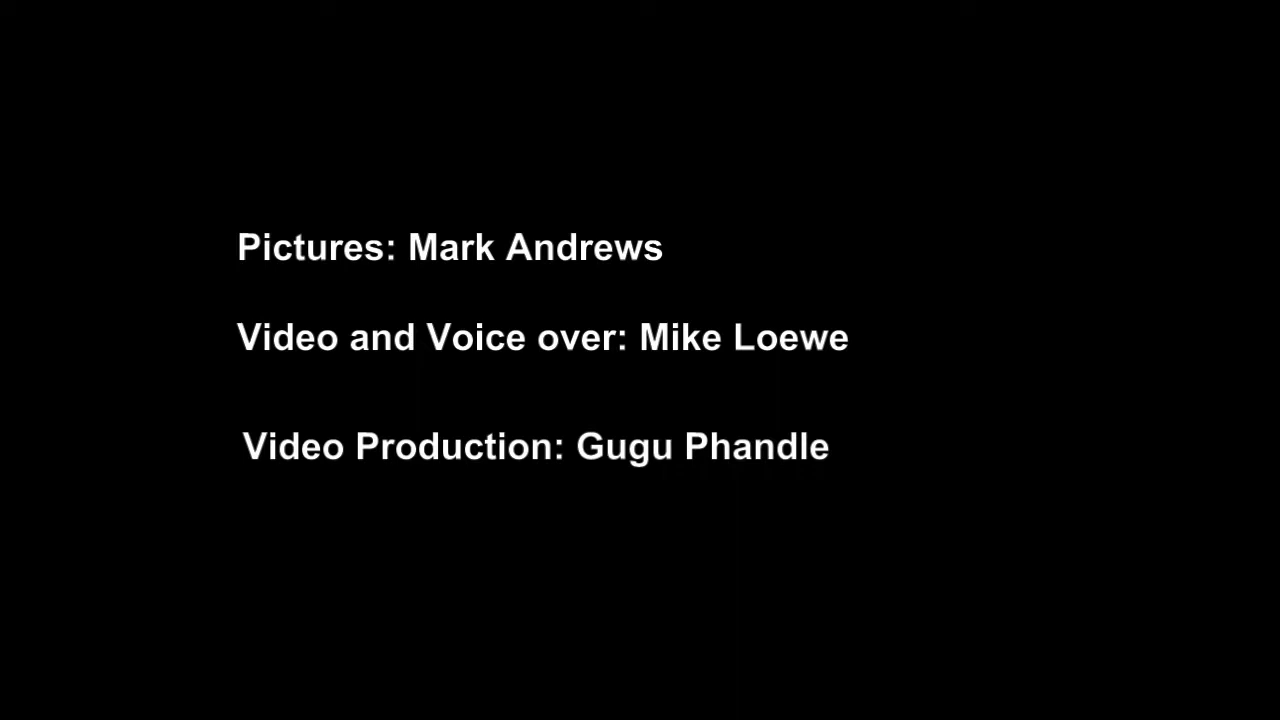 Pictures: Mark Andrews
Video and Voice over: Mike Loewe
Video Production: Gugu Phandle